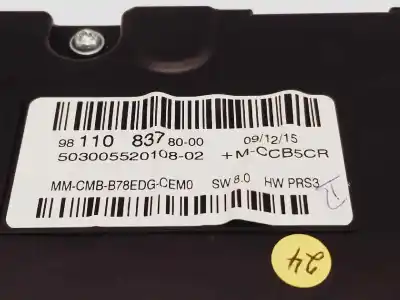 98 110 837 80-00 09/12/15
503005520108-02 +M-CCB5CR
MM-CMB-B78EDG-CEM0 SW 8.0 HW PRS3
24